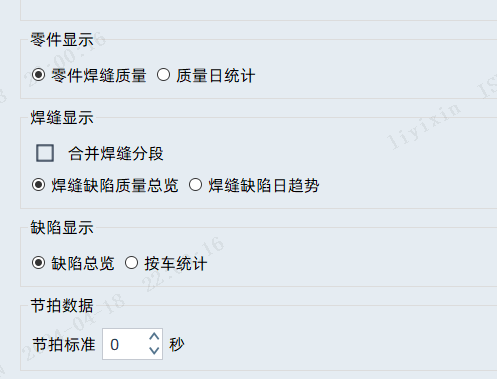 零件显示
零件焊缝质量 质量日统计
焊缝显示
合并焊缝分段
焊缝缺陷质量总览 焊缝缺陷日趋势
缺陷显示
缺陷总览 按车统计
节拍数据
节拍标准 0 秒
liyixin